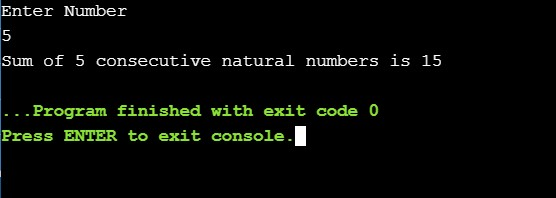 Enter Number
5
Sum of 5 consecutive natural numbers is 15
...Program finished with exit code 0
Press ENTER to exit console.